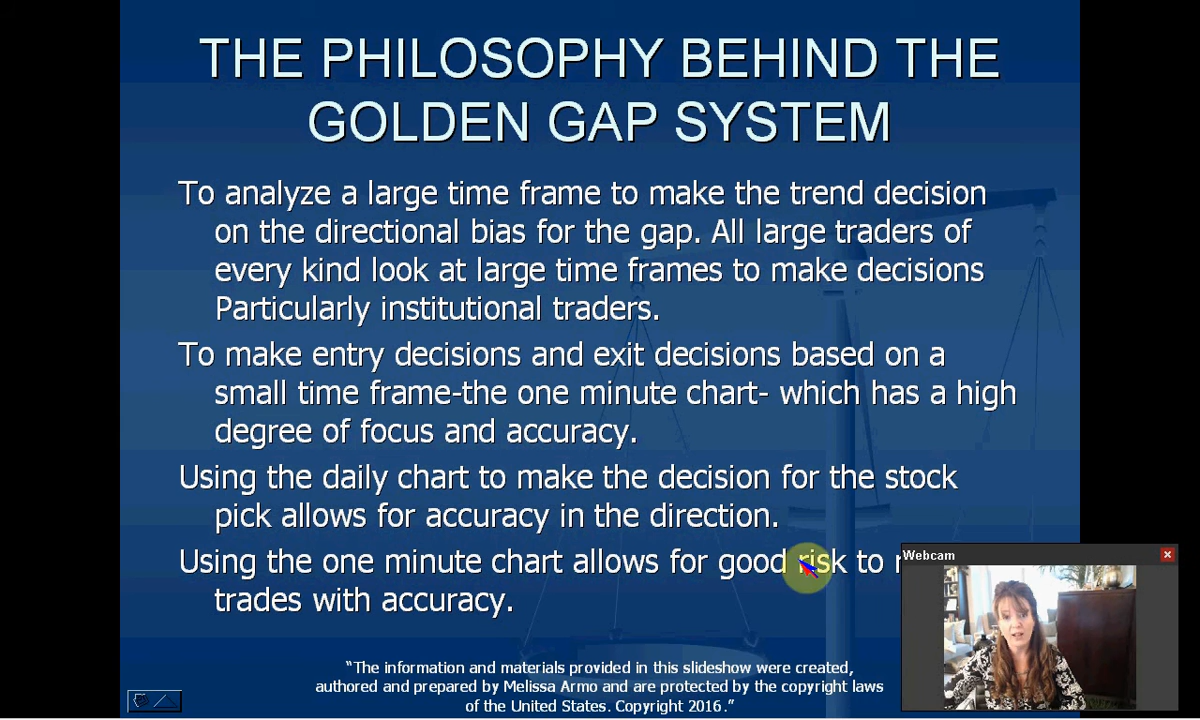 THE PHILOSOPHY BEHIND THE
GOLDEN GAP SYSTEM
To analyze a large time frame to make the trend decision
on the directional bias for the gap. All large traders of
every kind look at large time frames to make decisions
Particularly institutional traders.
To make entry decisions and exit decisions based on a
small time frame-the one minute chart- which has a high
degree of focus and accuracy.
Using the daily chart to make the decision for the stock
pick allows for accuracy in the direction.
Using the one minute chart allows for good risk to
trades with accuracy.
Webcam
“The information and materials provided in this slideshow were created,
authored and prepared by Melissa Armo and are protected by the copyright laws
of the United States. Copyright 2016.”